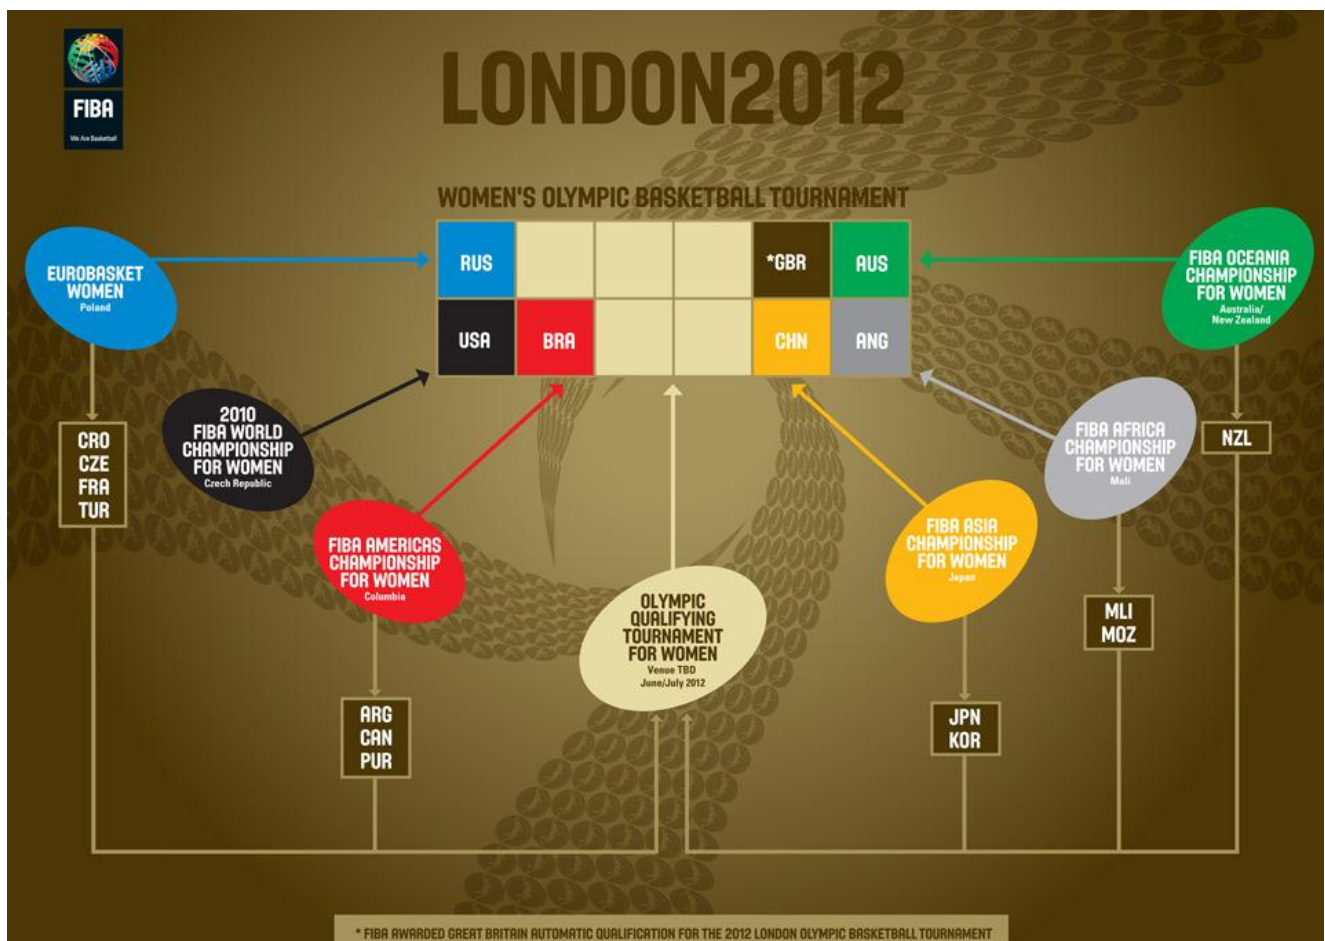 FIBA
We Are Basketball
LONDON2012
WOMEN'S OLYMPIC BASKETBALL TOURNAMENT
RUS
*GBR
AUS
USA
BRA
CHN
ANG
EUROBASKET
WOMEN
Poland
CRO
CZE
FRA
TUR
2010
FIBA WORLD
CHAMPIONSHIP
FOR WOMEN
Czech Republic
FIBA AMERICAS
CHAMPIONSHIP
FOR WOMEN
Columbia
ARG
CAN
PUR
OLYMPIC
QUALIFYING
TOURNAMENT
FOR WOMEN
Venue TBD
June/July 2012
FIBA ASIA
CHAMPIONSHIP
FOR WOMEN
Japan
JPN
KOR
FIBA AFRICA
CHAMPIONSHIP
FOR WOMEN
Mali
MLI
MOZ
FIBA OCEANIA
CHAMPIONSHIP
FOR WOMEN
Australia/
New Zealand
NZL
* FIBA AWARDED GREAT BRITAIN AUTOMATIC QUALIFICATION FOR THE 2012 LONDON OLYMPIC BASKETBALL TOURNAMENT